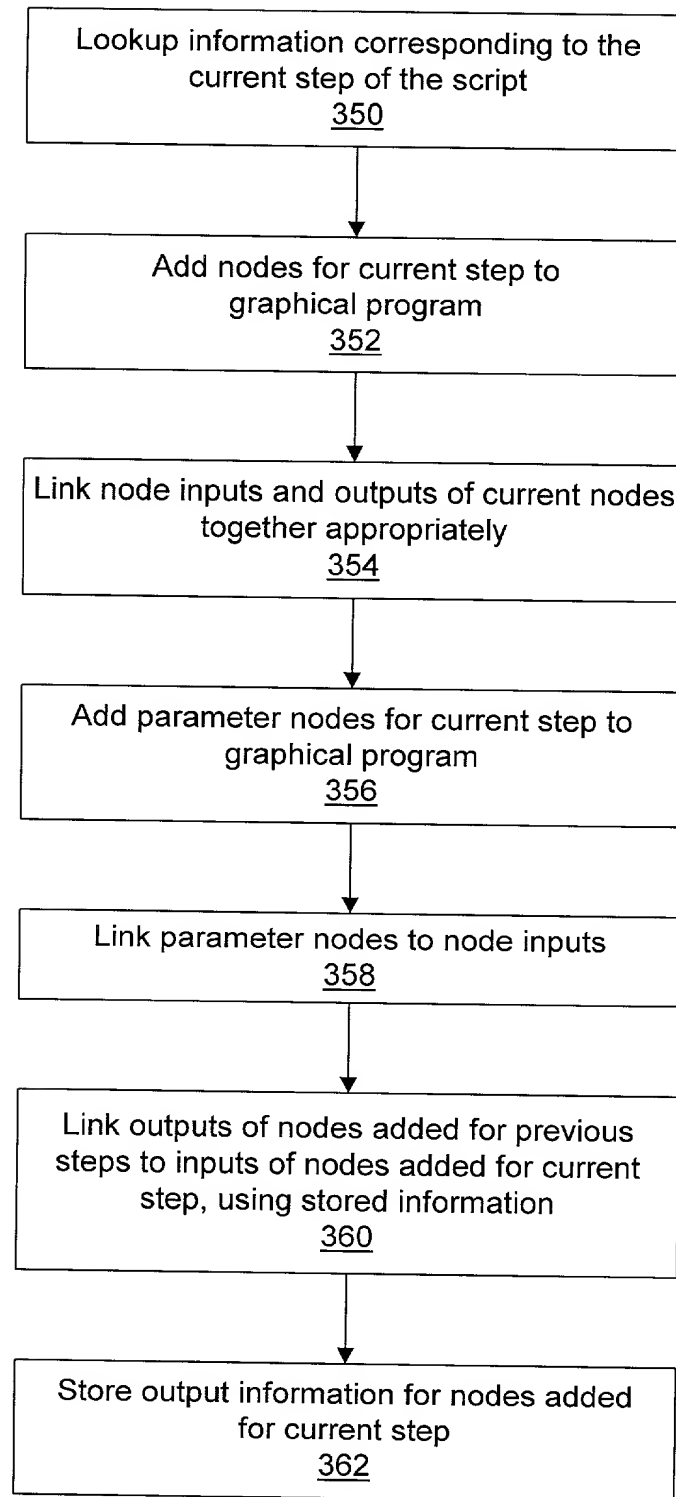 Lookup information corresponding to the
current step of the script
350
Add nodes for current step to
graphical program
352
Link node inputs and outputs of current nodes
together appropriately
354
Add parameter nodes for current step to
graphical program
356
Link parameter nodes to node inputs
358
Link outputs of nodes added for previous
steps to inputs of nodes added for current
step, using stored information
360
Store output information for nodes added
for current step
362